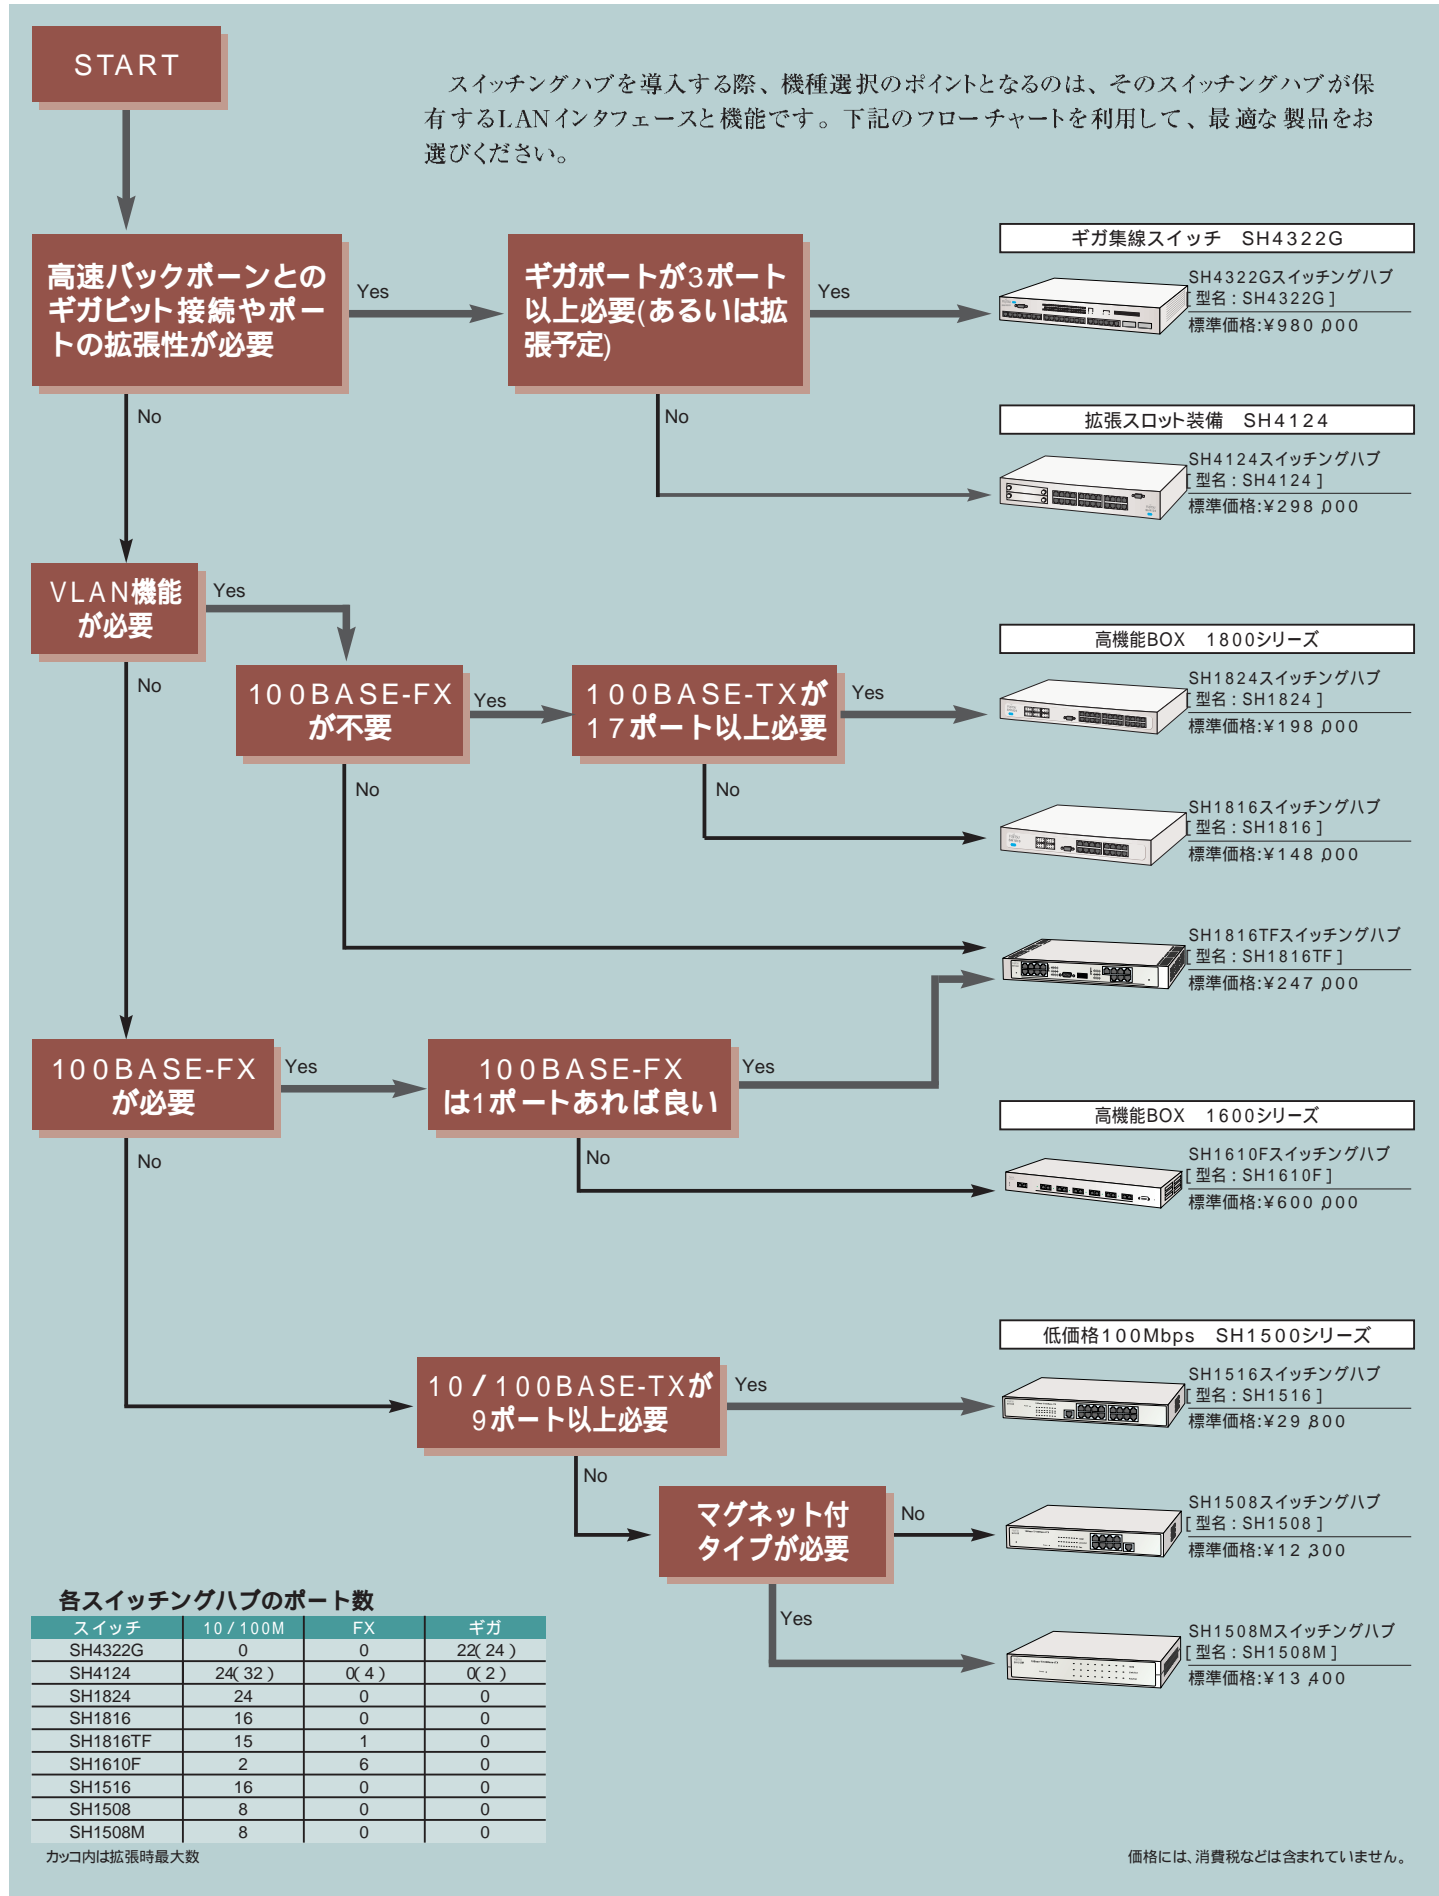 START
スイッチングハブを導入する際、機種選択のポイントとなるのは、そのスイッチングハブが保
有するLANインタフェースと機能です。下記のフローチャートを利用して、最適な製品をお
選びください。
高速バックボーンとの
ギガビット接続やポー
トの拡張性が必要
Yes
ギガポートが3ポート
以上必要(あるいは拡
張予定)
Yes
ギガ集線スイッチ SH4322G
SH4322Gスイッチングハブ
[型名:SH4322G]
標準価格:¥980,000
No
No
拡張スロット装備 SH4124
SH4124スイッチングハブ
[型名:SH4124]
標準価格:¥298,000
VLAN機能
が必要
Yes
No
100BASE-FX
が不要
Yes
100BASE-TXが
17ポート以上必要
Yes
高機能BOX 1800シリーズ
SH1824スイッチングハブ
[型名:SH1824]
標準価格:¥198,000
No
No
SH1816スイッチングハブ
[型名:SH1816]
標準価格:¥148,000
SH1816TFスイッチングハブ
[型名:SH1816TF]
標準価格:¥247,000
100BASE-FX
が必要
Yes
100BASE-FX
は1ポートあれば良い
Yes
高機能BOX 1600シリーズ
No
No
SH1610Fスイッチングハブ
[型名:SH1610F]
標準価格:¥600,000
低価格100Mbps SH1500シリーズ
10/100BASE-TXが
9ポート以上必要
Yes
SH1516スイッチングハブ
[型名:SH1516]
標準価格:¥29,800
No
マグネット付
タイプが必要
No
SH1508スイッチングハブ
[型名:SH1508]
標準価格:¥12,300
Yes
SH1508Mスイッチングハブ
[型名:SH1508M]
標準価格:¥13,400
各スイッチングハブのポート数
スイッチ 10/100M FX ギガ
SH4322G 0 0 22(24)
SH4124 24(32) 0(4) 0(2)
SH1824 24 0 0
SH1816 16 0 0
SH1816TF 15 1 0
SH1610F 2 6 0
SH1516 16 0 0
SH1508 8 0 0
SH1508M 8 0 0
カッコ内は拡張時最大数
価格には、消費税などは含まれていません。